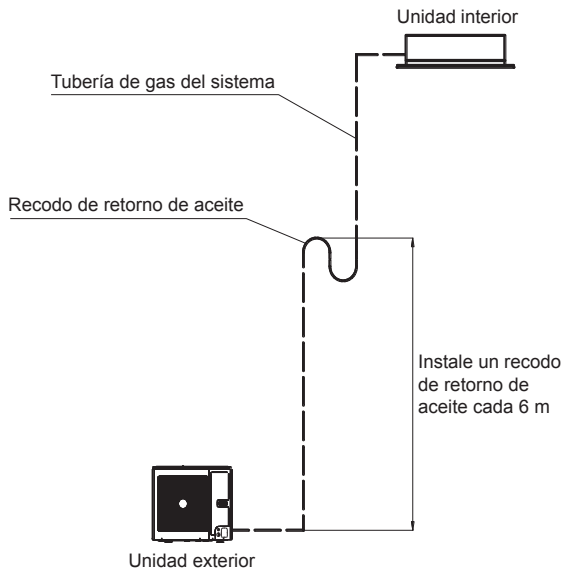 Unidad interior
Tubería de gas del sistema
Recodo de retorno de aceite
Instale un recodo
de retorno de
aceite cada 6 m
Unidad exterior